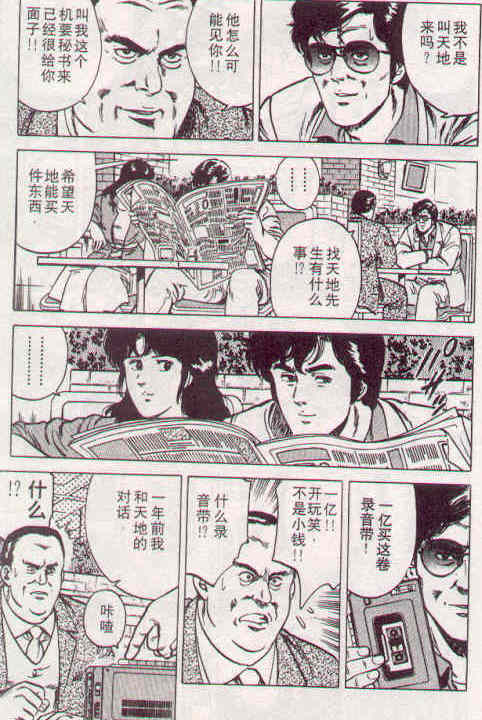 我不是
叫天地
来吗?
他怎么可
能见你!!
叫我这个
机要秘书来
已经很给你
面子!!
……
找天地先
生有什么
事!?
希望天
地能买
件东西.
…………
一亿买这卷
录音带!
一亿!!
开玩笑,
不是小钱!!
什么录
音带!?
一年前我
和天地的
对话.
咔喳
什么
!?